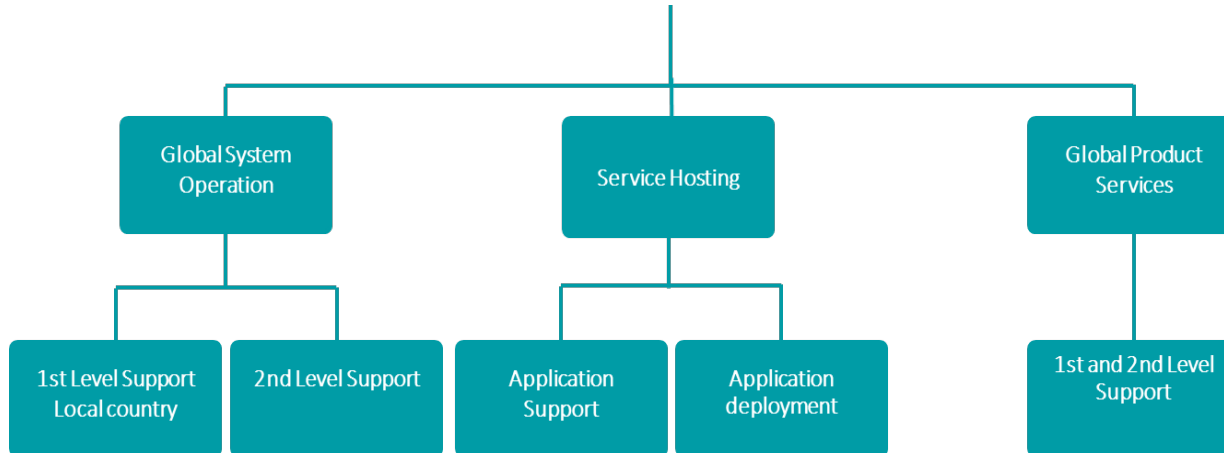 Global System
Operation
Service Hosting
Global Product
Services
1st Level Support
Local country
2nd Level Support
Application
Support
Application
deployment
1st and 2nd Level
Support